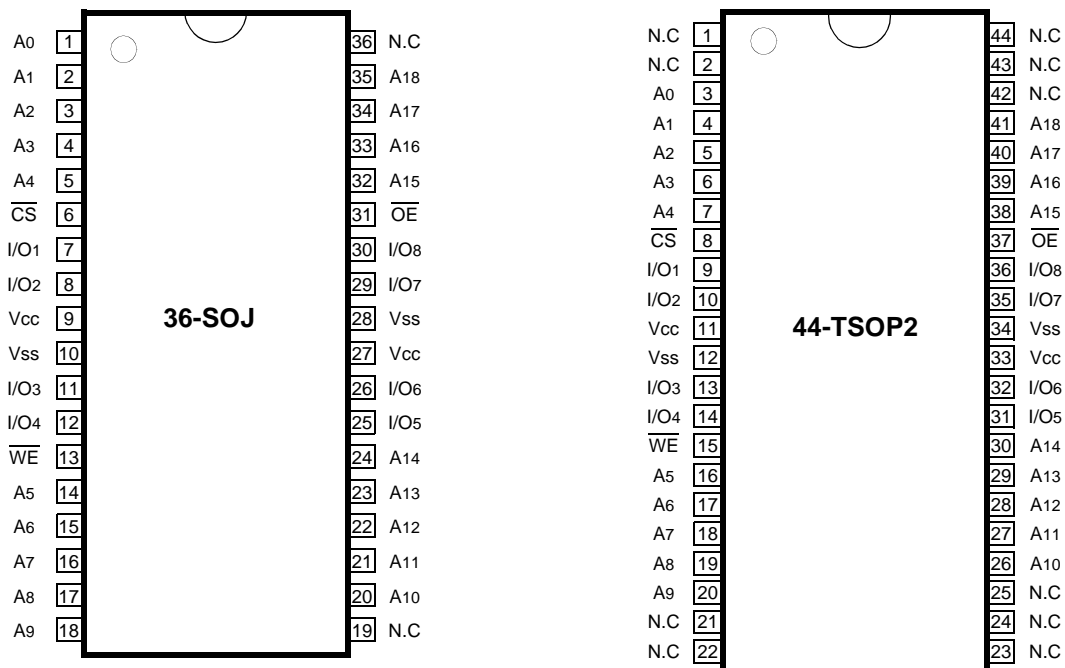 A0 1 36 N.C
A1 2 35 A18
A2 3 34 A17
A3 4 33 A16
A4 5 32 A15
CS 6 31 OE
I/O1 7 30 I/O8
I/O2 8 29 I/O7
Vcc 9 28 Vss
36-SOJ
Vss 10 27 Vcc
I/O3 11 26 I/O6
I/O4 12 25 I/O5
WE 13 24 A14
A5 14 23 A13
A6 15 22 A12
A7 16 21 A11
A8 17 20 A10
A9 18 19 N.C
N.C 1 44 N.C
N.C 2 43 N.C
A0 3 42 N.C
A1 4 41 A18
A2 5 40 A17
A3 6 39 A16
A4 7 38 A15
CS 8 37 OE
I/O1 9 36 I/O8
I/O2 10 35 I/O7
Vcc 11 34 Vss
44-TSOP2
Vss 12 33 Vcc
I/O3 13 32 I/O6
I/O4 14 31 I/O5
WE 15 30 A14
A5 16 29 A13
A6 17 28 A12
A7 18 27 A11
A8 19 26 A10
A9 20 25 N.C
N.C 21 24 N.C
N.C 22 23 N.C